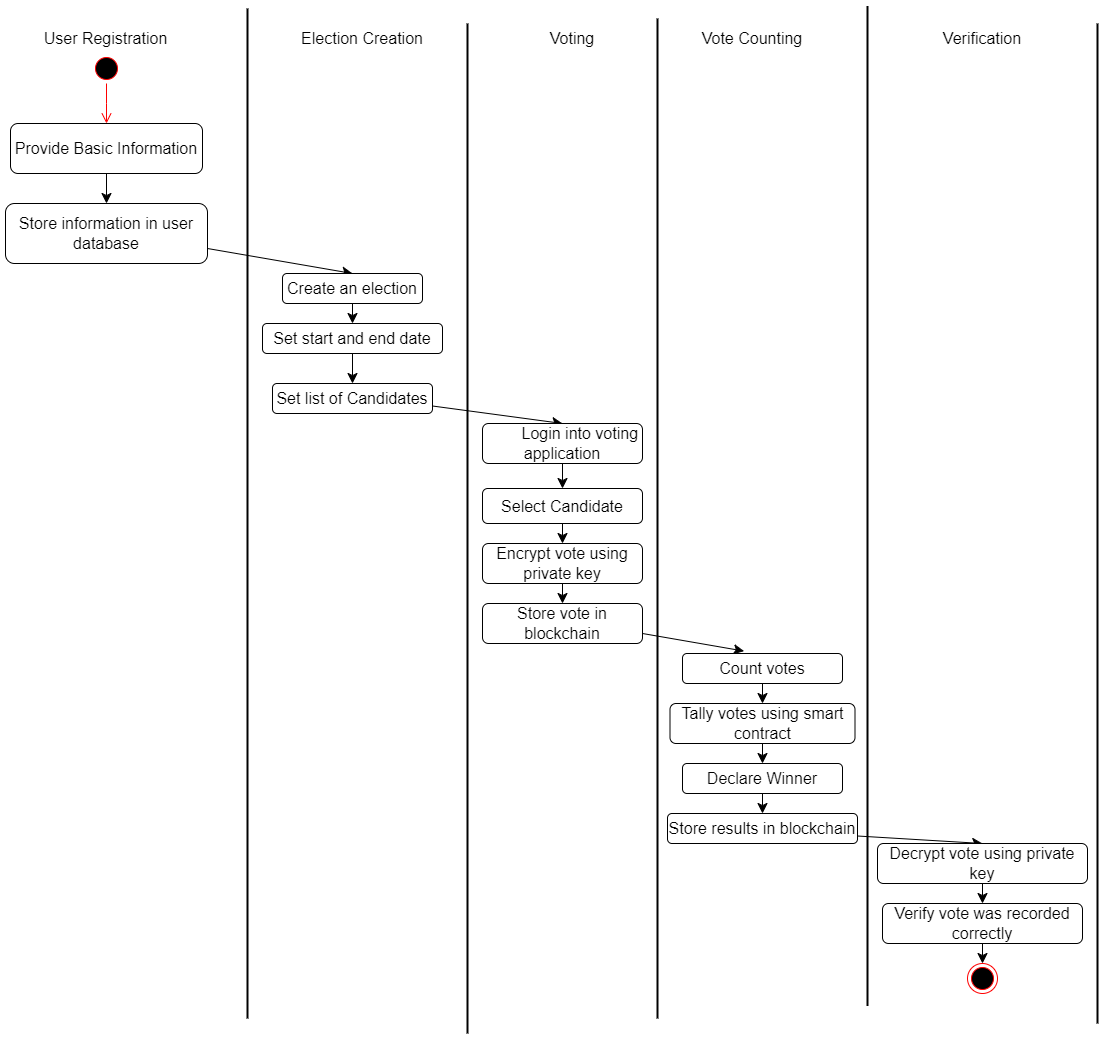 User Registration
Election Creation
Voting
Vote Counting
Verification
Provide Basic Information
Store information in user
database
Create an election
Set start and end date
Set list of Candidates
Login into voting
application
Select Candidate
Encrypt vote using
private key
Store vote in
blockchain
Count votes
Tally votes using smart
contract
Declare Winner
Store results in blockchain
Decrypt vote using private
key
Verify vote was recorded
correctly